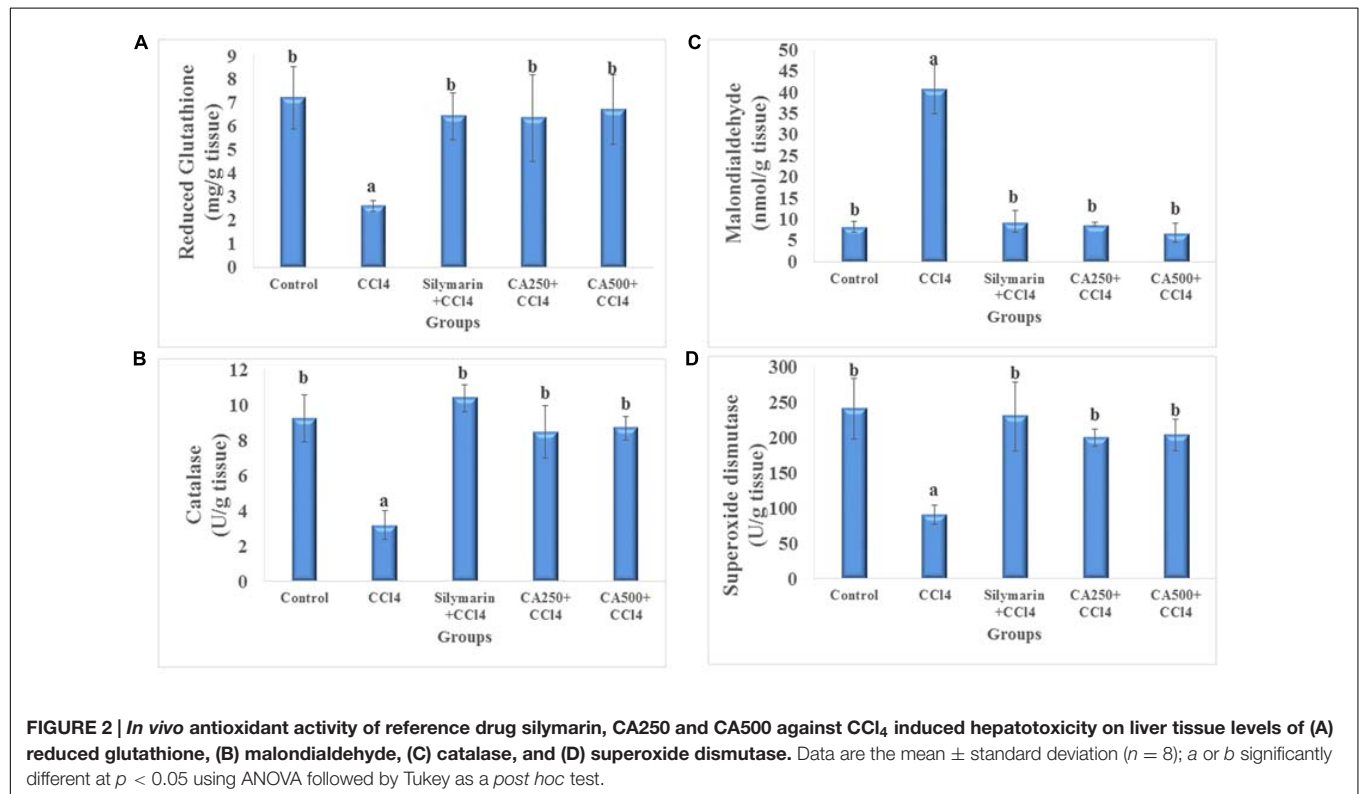 A
Reduced Glutathione
(mg/g tissue)
9
8
7
6
5
4
3
2
1
0
b
a
b
b
b
Control
CCl4
Silymarin
+CCl4
CA250+
CCl4
CA500+
CCl4
Groups
C
Malondialdehyde
(nmol/g tissue)
50
45
40
35
30
25
20
15
10
5
0
b
a
b
b
b
Control
CCl4
Silymarin
+CCl4
CA250+
CCl4
CA500+
CCl4
Groups
B
Catalase
(U/g tissue)
12
10
8
6
4
2
0
b
a
b
b
b
Control
CCl4
Silymarin
+CCl4
CA250+
CCl4
CA500+
CCl4
Groups
D
Superoxide dismutase
(U/g tissue)
300
250
200
150
100
50
0
b
a
b
b
b
Control
CCl4
Silymarin
+CCl4
CA250+
CCl4
CA500+
CCl4
Groups
FIGURE 2 | In vivo antioxidant activity of reference drug silymarin, CA250 and CA500 against CCl₄ induced hepatotoxicity on liver tissue levels of (A)
reduced glutathione, (B) malondialdehyde, (C) catalase, and (D) superoxide dismutase. Data are the mean ± standard deviation (n = 8); a or b significantly
different at p < 0.05 using ANOVA followed by Tukey as a post hoc test.